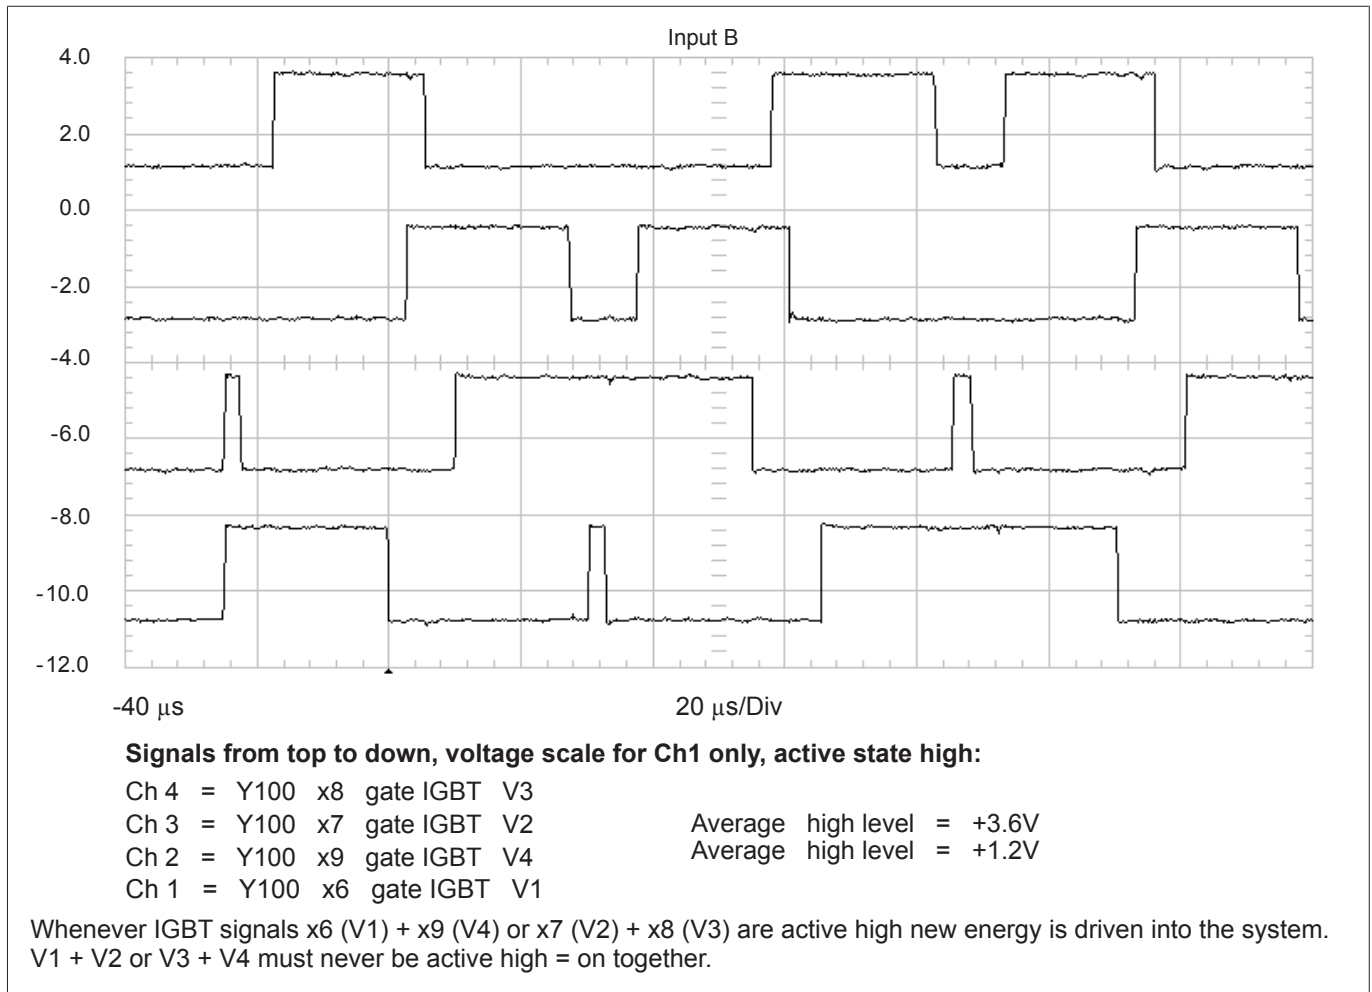 Input B
4.0
2.0
0.0
-2.0
-4.0
-6.0
-8.0
-10.0
-12.0
-40 μs
20 μs/Div
Signals from top to down, voltage scale for Ch1 only, active state high:
Ch 4 = Y100 x8 gate IGBT V3
Ch 3 = Y100 x7 gate IGBT V2
Ch 2 = Y100 x9 gate IGBT V4
Ch 1 = Y100 x6 gate IGBT V1
Average high level = +3.6V
Average high level = +1.2V
Whenever IGBT signals x6 (V1) + x9 (V4) or x7 (V2) + x8 (V3) are active high new energy is driven into the system.
V1 + V2 or V3 + V4 must never be active high = on together.